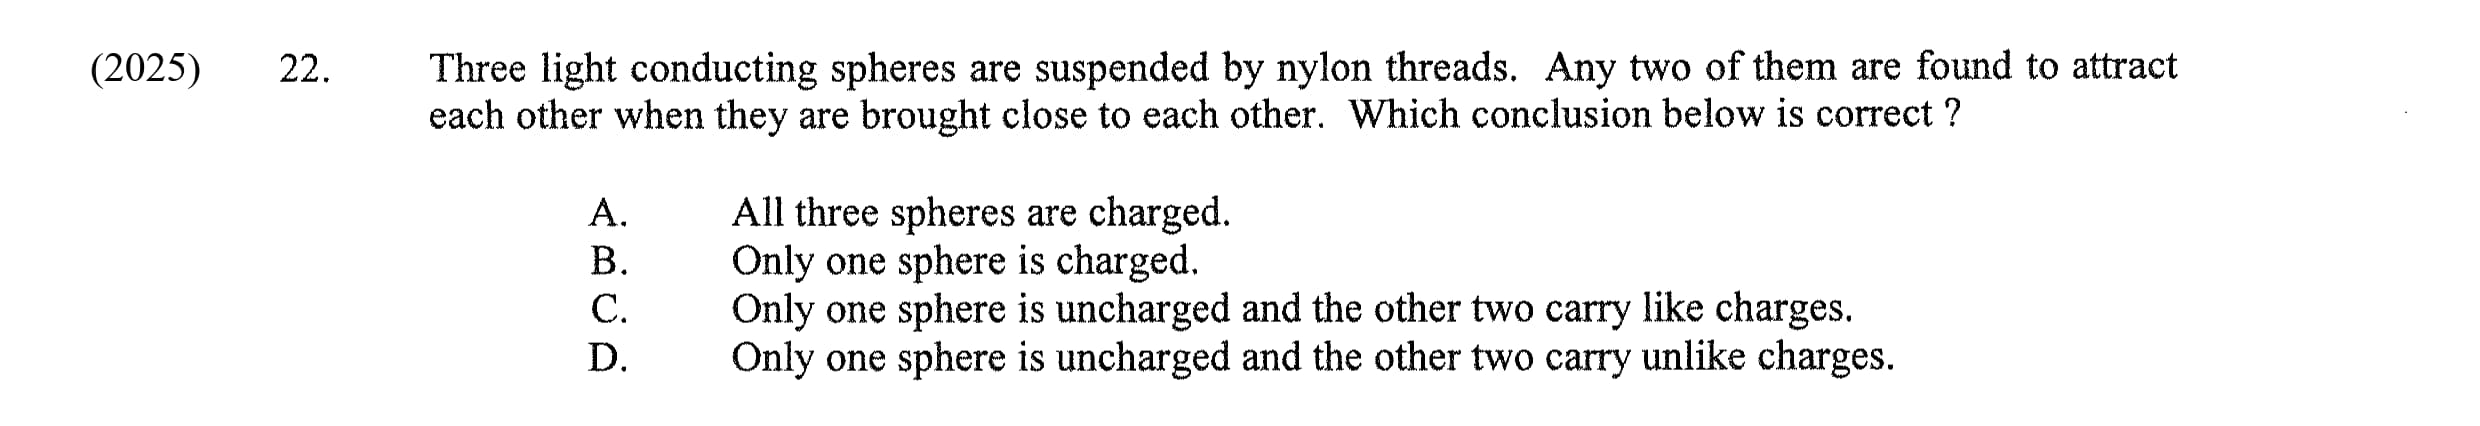 (2025) 22. Three light conducting spheres are suspended by nylon threads. Any two of them are found to attract
each other when they are brought close to each other. Which conclusion below is correct ?
A. All three spheres are charged.
B. Only one sphere is charged.
C. Only one sphere is uncharged and the other two carry like charges.
D. Only one sphere is uncharged and the other two carry unlike charges.